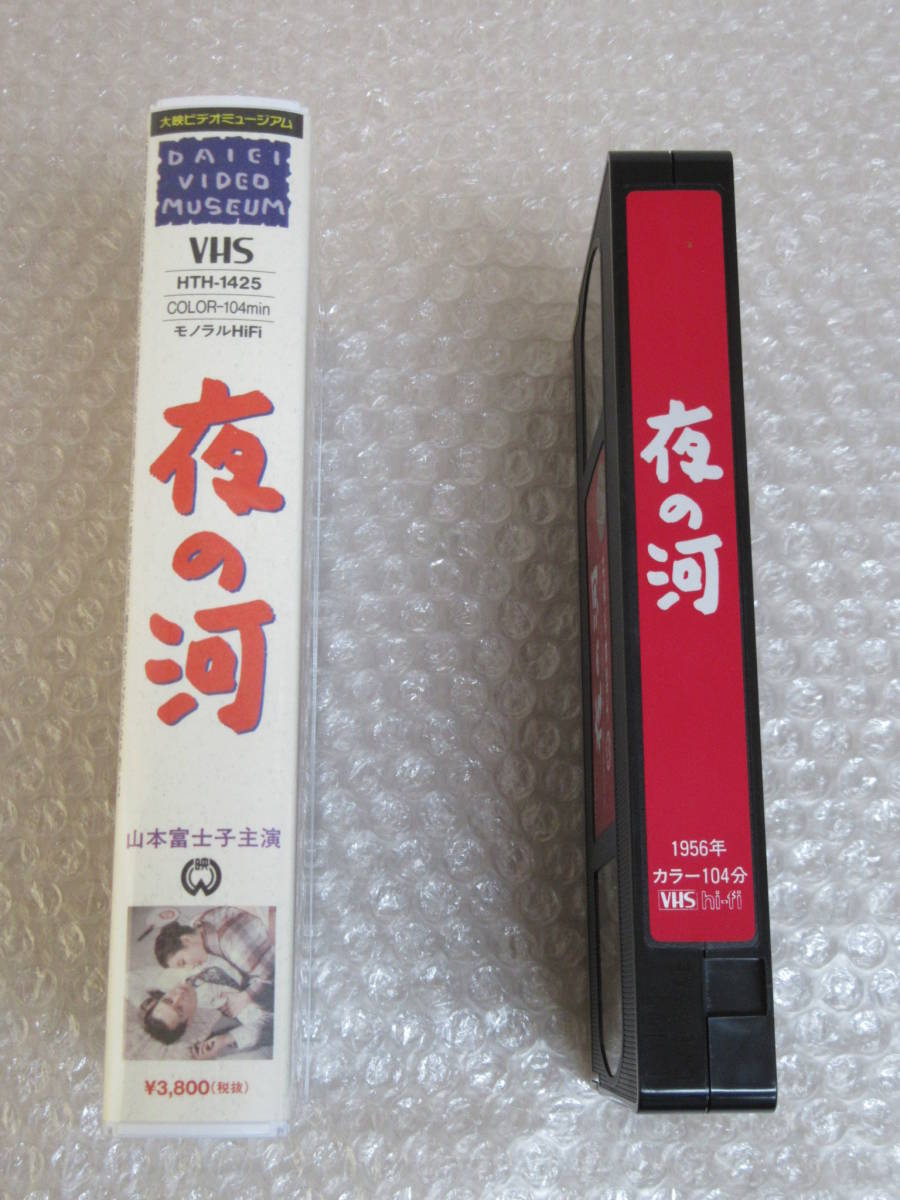 大映ビデオミュージアム
DAIEI
VIDEO
MUSEUM
VHS
HTH-1425
COLOR-104min
モノラルHiFi
夜の河
山本富士子主演
映
¥3,800(税抜)
夜の河
1956年
カラー104分
VHS hi-fi